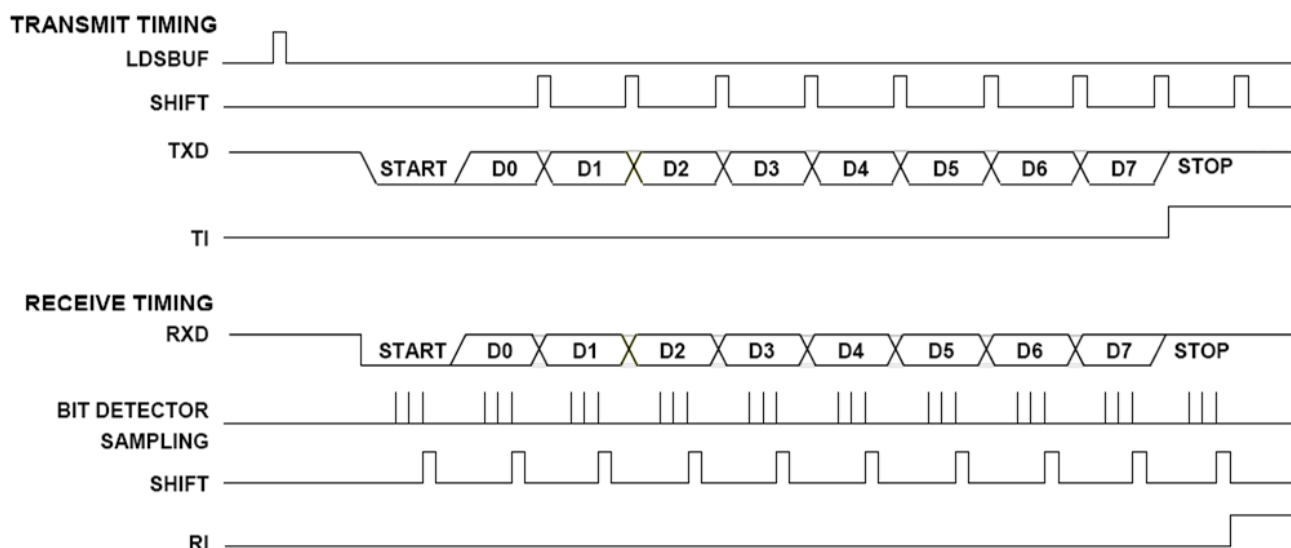 TRANSMIT TIMING
LDSBUF
SHIFT
TXD START D0 D1 D2 D3 D4 D5 D6 D7 STOP
TI
RECEIVE TIMING
RXD START D0 D1 D2 D3 D4 D5 D6 D7 STOP
BIT DETECTOR
SAMPLING
SHIFT
RI